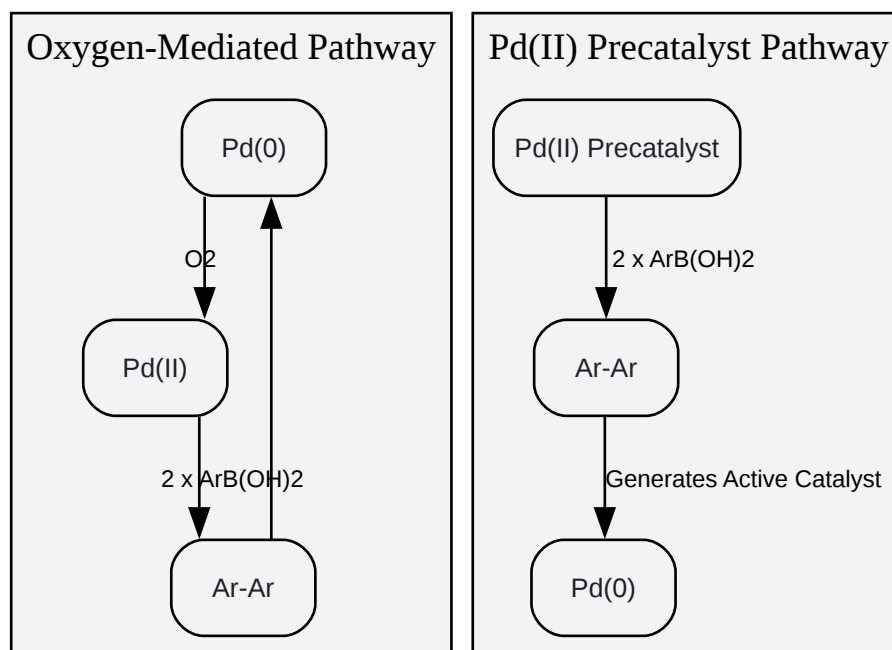 Oxygen-Mediated Pathway
Pd(0)
O2
Pd(II)
2 x ArB(OH)2
Ar-Ar
Pd(II) Precatalyst Pathway
Pd(II) Precatalyst
2 x ArB(OH)2
Ar-Ar
Generates Active Catalyst
Pd(0)